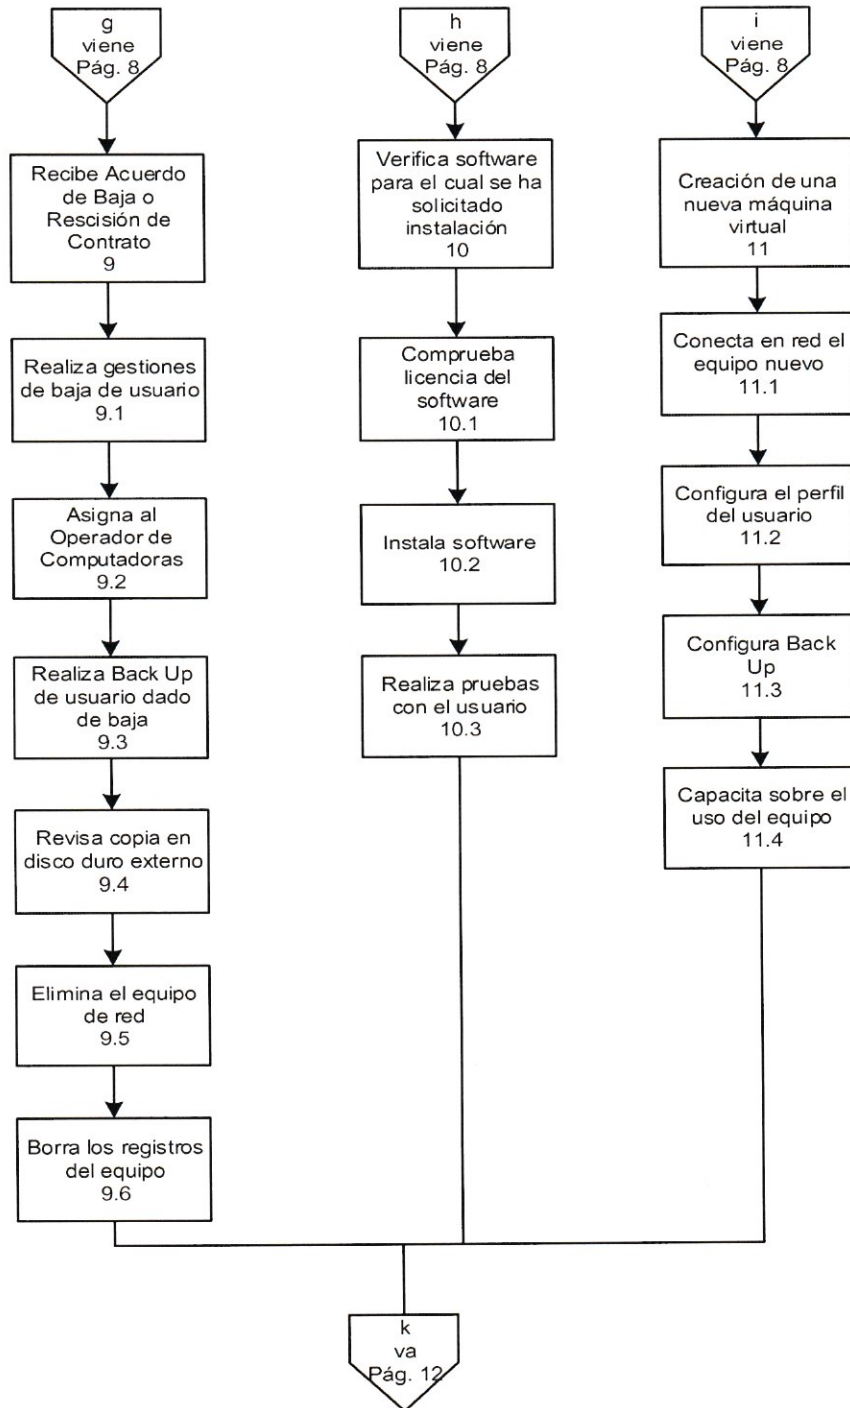 g
viene
Pág. 8
Recibe Acuerdo
de Baja o
Rescisión de
Contrato
9
Realiza gestiones
de baja de usuario
9.1
Asigna al
Operador de
Computadoras
9.2
Realiza Back Up
de usuario dado
de baja
9.3
Revisa copia en
disco duro externo
9.4
Elimina el equipo
de red
9.5
Borra los registros
del equipo
9.6
h
viene
Pág. 8
Verifica software
para el cual se ha
solicitado
instalación
10
Comprueba
licencia del
software
10.1
Instala software
10.2
Realiza pruebas
con el usuario
10.3
i
viene
Pág. 8
Creación de una
nueva máquina
virtual
11
Conecta en red el
equipo nuevo
11.1
Configura el perfil
del usuario
11.2
Configura Back
Up
11.3
Capacita sobre el
uso del equipo
11.4
k
va
Pág. 12